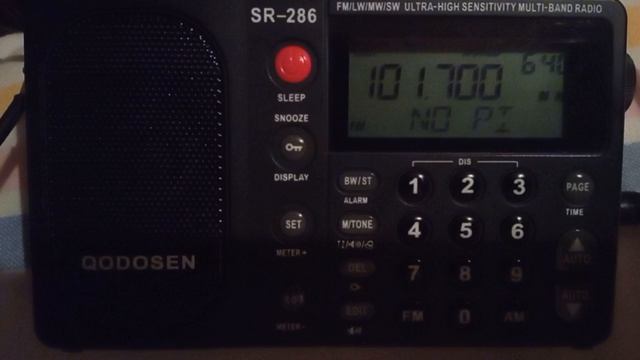 SR-286
FM/LW/MW/SW ULTRA-HIGH SENSITIVITY MULTI-BAND RADIO
SLEEP
SNOOZE
DISPLAY
SET
METER+
METER-
QODOSEN
101.700
NO PI
DIS
BW/ST
1 2 3
PAGE
ALARM
TIME
M/TONE
4 5 6
DEL
7 8 9
AUTO
EDIT
FM 0 AM
AUTO